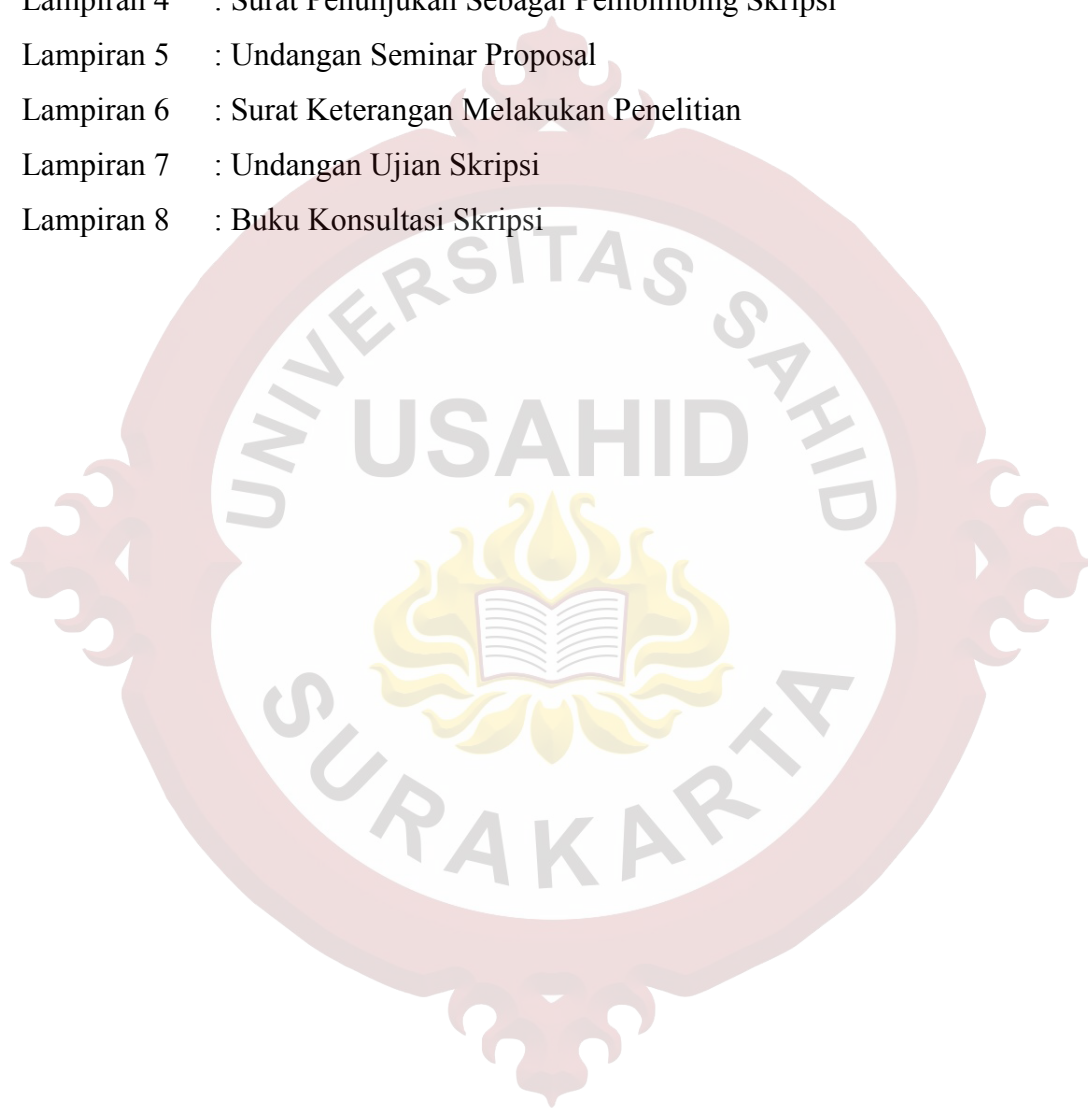 Lampiran 4 : Surat Penunjukan Sebagai Pembimbing Skripsi
Lampiran 5 : Undangan Seminar Proposal
Lampiran 6 : Surat Keterangan Melakukan Penelitian
Lampiran 7 : Undangan Ujian Skripsi
Lampiran 8 : Buku Konsultasi Skripsi
UNIVERSITAS SAHID
USAHID
SURAKARTA